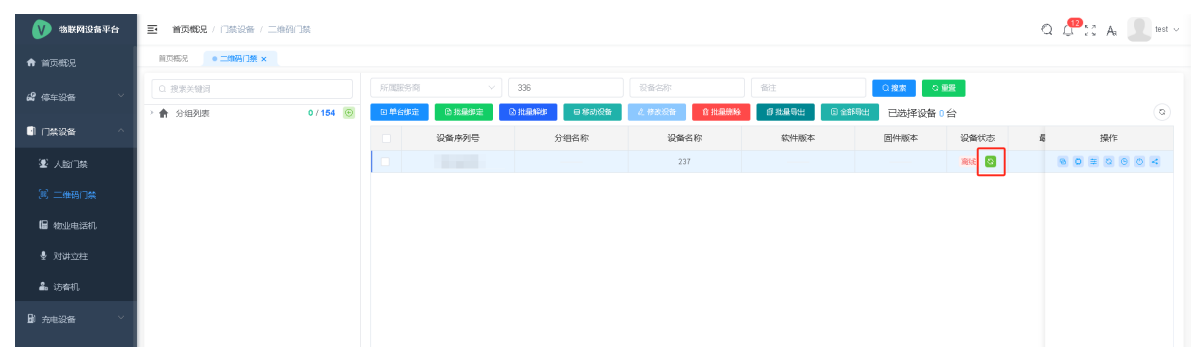 V 物联网设备平台
首页概况 / 门禁设备 / 二维码门禁
12
test
首页概况
停车设备
门禁设备
人脸门禁
二维码门禁
物业电话机
对讲立柱
访客机
充电设备
首页概况 二维码门禁 ×
搜索关键词
分组列表 0 / 154
所属服务商 336 设备名称 备注 搜索 重置
单台绑定 批量绑定 批量解绑 移动设备 修改设备 批量删除 批量导出 全部导出 已选择设备 0 台
设备序列号 分组名称 设备名称 软件版本 固件版本 设备状态 操作
237 离线